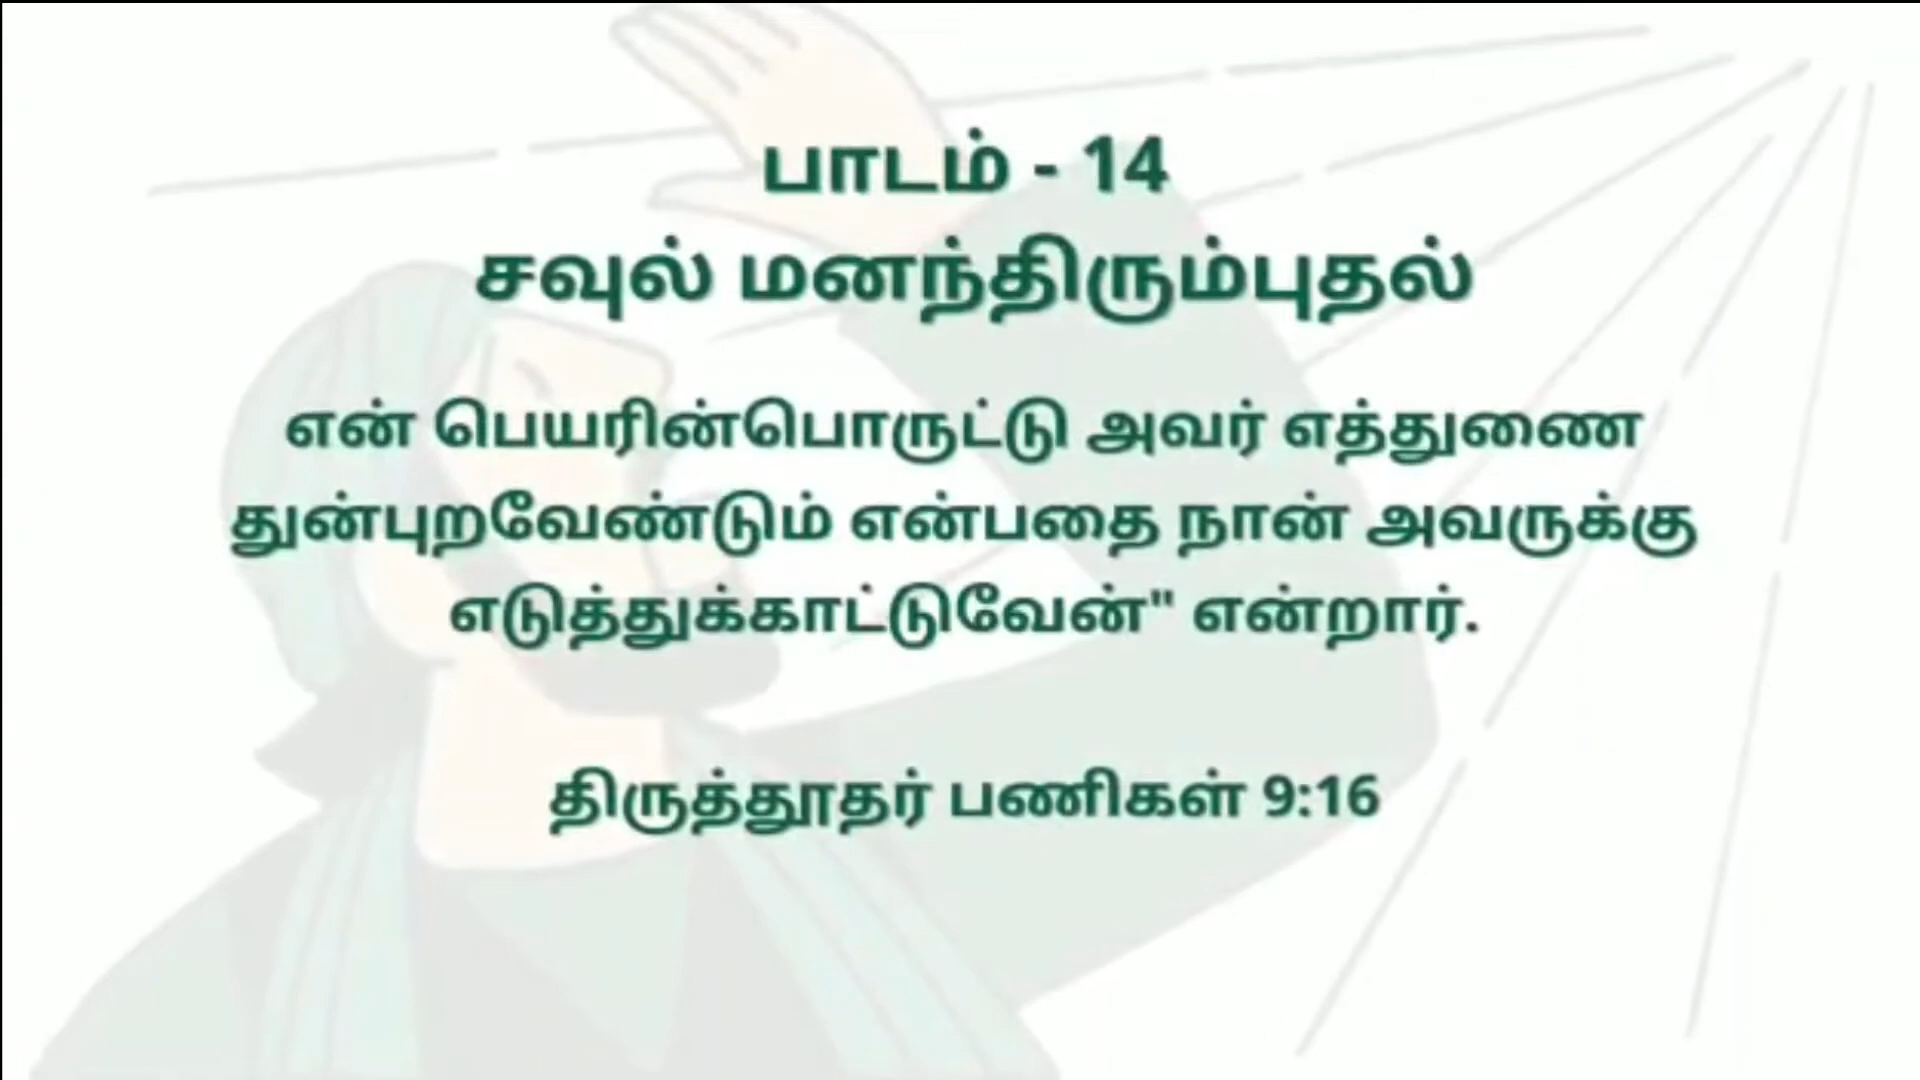 பாடம் - 14
சவுல் மனந்திரும்புதல்
என் பெயரின்பொருட்டு அவர் எத்துணை
துன்புறவேண்டும் என்பதை நான் அவருக்கு
எடுத்துக்காட்டுவேன்" என்றார்.
திருத்தூதர் பணிகள் 9:16